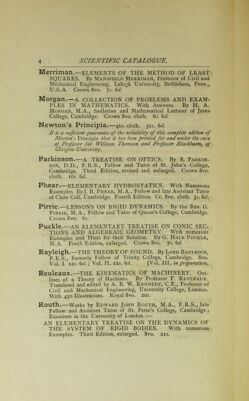 4 SCIENTIFIC CATALOGUE.
Merriman.—ELEMENTS OF THE METHOD OF LEAST
SQUARES. By MANSFIELD MERRIMAN, Professor of Civil and
Mechanical Engineering, Lehigh University, Bethlehem, Penn.,
U.S.A. Crown 8vo. 7s. 6d.
Morgan.—A COLLECTION OF PROBLEMS AND EXAM-
PLES IN MATHEMATICS. With Answers. By H. A.
MORGAN, M.A., Sadlerian and Mathematical Lecturer of Jesus
College, Cambridge. Crown 8vo. cloth. 6s. 6d.
Newton's Principia.—4to. cloth. 31s. 6d.
It is a sufficient guarantee of the reliability of this complete edition of
Newton's Principia that it has been printed for and under the care
of Professor Sir William Thomson and Professor Blackburn, of
Glasgow University.
Parkinson.—A TREATISE ON OPTICS. By S. PARKIN-
SON, D.D., F.R.S., Fellow and Tutor of St. John's College,
Cambridge. Third Edition, revised and enlarged. Crown 8vo.
cloth. 10s. 6d.
Phear.—ELEMENTARY HYDROSTATICS. With Numerous
Examples. By J. B. PHEAR, M.A., Fellow and late Assistant Tutor
of Clare Coll. Cambridge. Fourth Edition. Cr. 8vo. cloth. 5s. 6d.
Pirrie.—LESSONS ON RIGID DYNAMICS. By the Rev. G.
PIRRIE, M.A., Fellow and Tutor of Queen's College, Cambridge.
Crown 8vo. 6s.
Puckle.—AN ELEMENTARY TREATISE ON CONIC SEC-
TIONS AND ALGEBRAIC GEOMETRY. With numerous
Examples and Hints for their Solution. By G. HALE PUCKLE,
M.A. Fourth Edition, enlarged. Crown 8vo. 7s. 6d.
Rayleigh.—THE THEORY OF SOUND. By LORD RAYLEIGH,
F.R.S., formerly Fellow of Trinity College, Cambridge. 8vo.
Vol. I. 12s. 6d.; Vol. II. 12s. 6d. [Vol. III. in preparation.
Reuleaux.—THE KINEMATICS OF MACHINERY. Out-
lines of a Theory of Machines. By Professor F. REULEAUX.
Translated and edited by A. B. W. KENNEDY, C.E., Professor of
Civil and Mechanical Engineering, University College, London.
With 450 Illustrations. Royal 8vo. 20s.
Routh.—Works by EDWARD JOHN ROUTH, M.A., F.R.S., late
Fellow and Assistant Tutor of St. Peter's College, Cambridge;
Examiner in the University of London :—
AN ELEMENTARY TREATISE ON THE DYNAMICS OF
THE SYSTEM OF RIGID BODIES. With numerous
Examples. Third Edition, enlarged. 8vo. 21s.